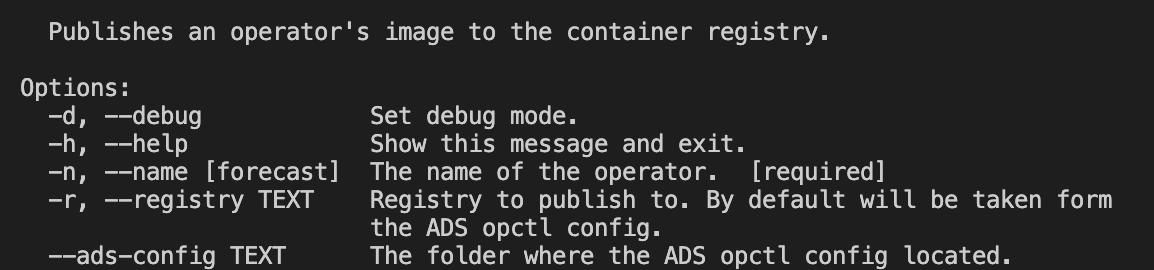 Publishes an operator's image to the container registry.
Options:
-d, --debug Set debug mode.
-h, --help Show this message and exit.
-n, --name [forecast] The name of the operator. [required]
-r, --registry TEXT Registry to publish to. By default will be taken form
the ADS opctl config.
--ads-config TEXT The folder where the ADS opctl config located.